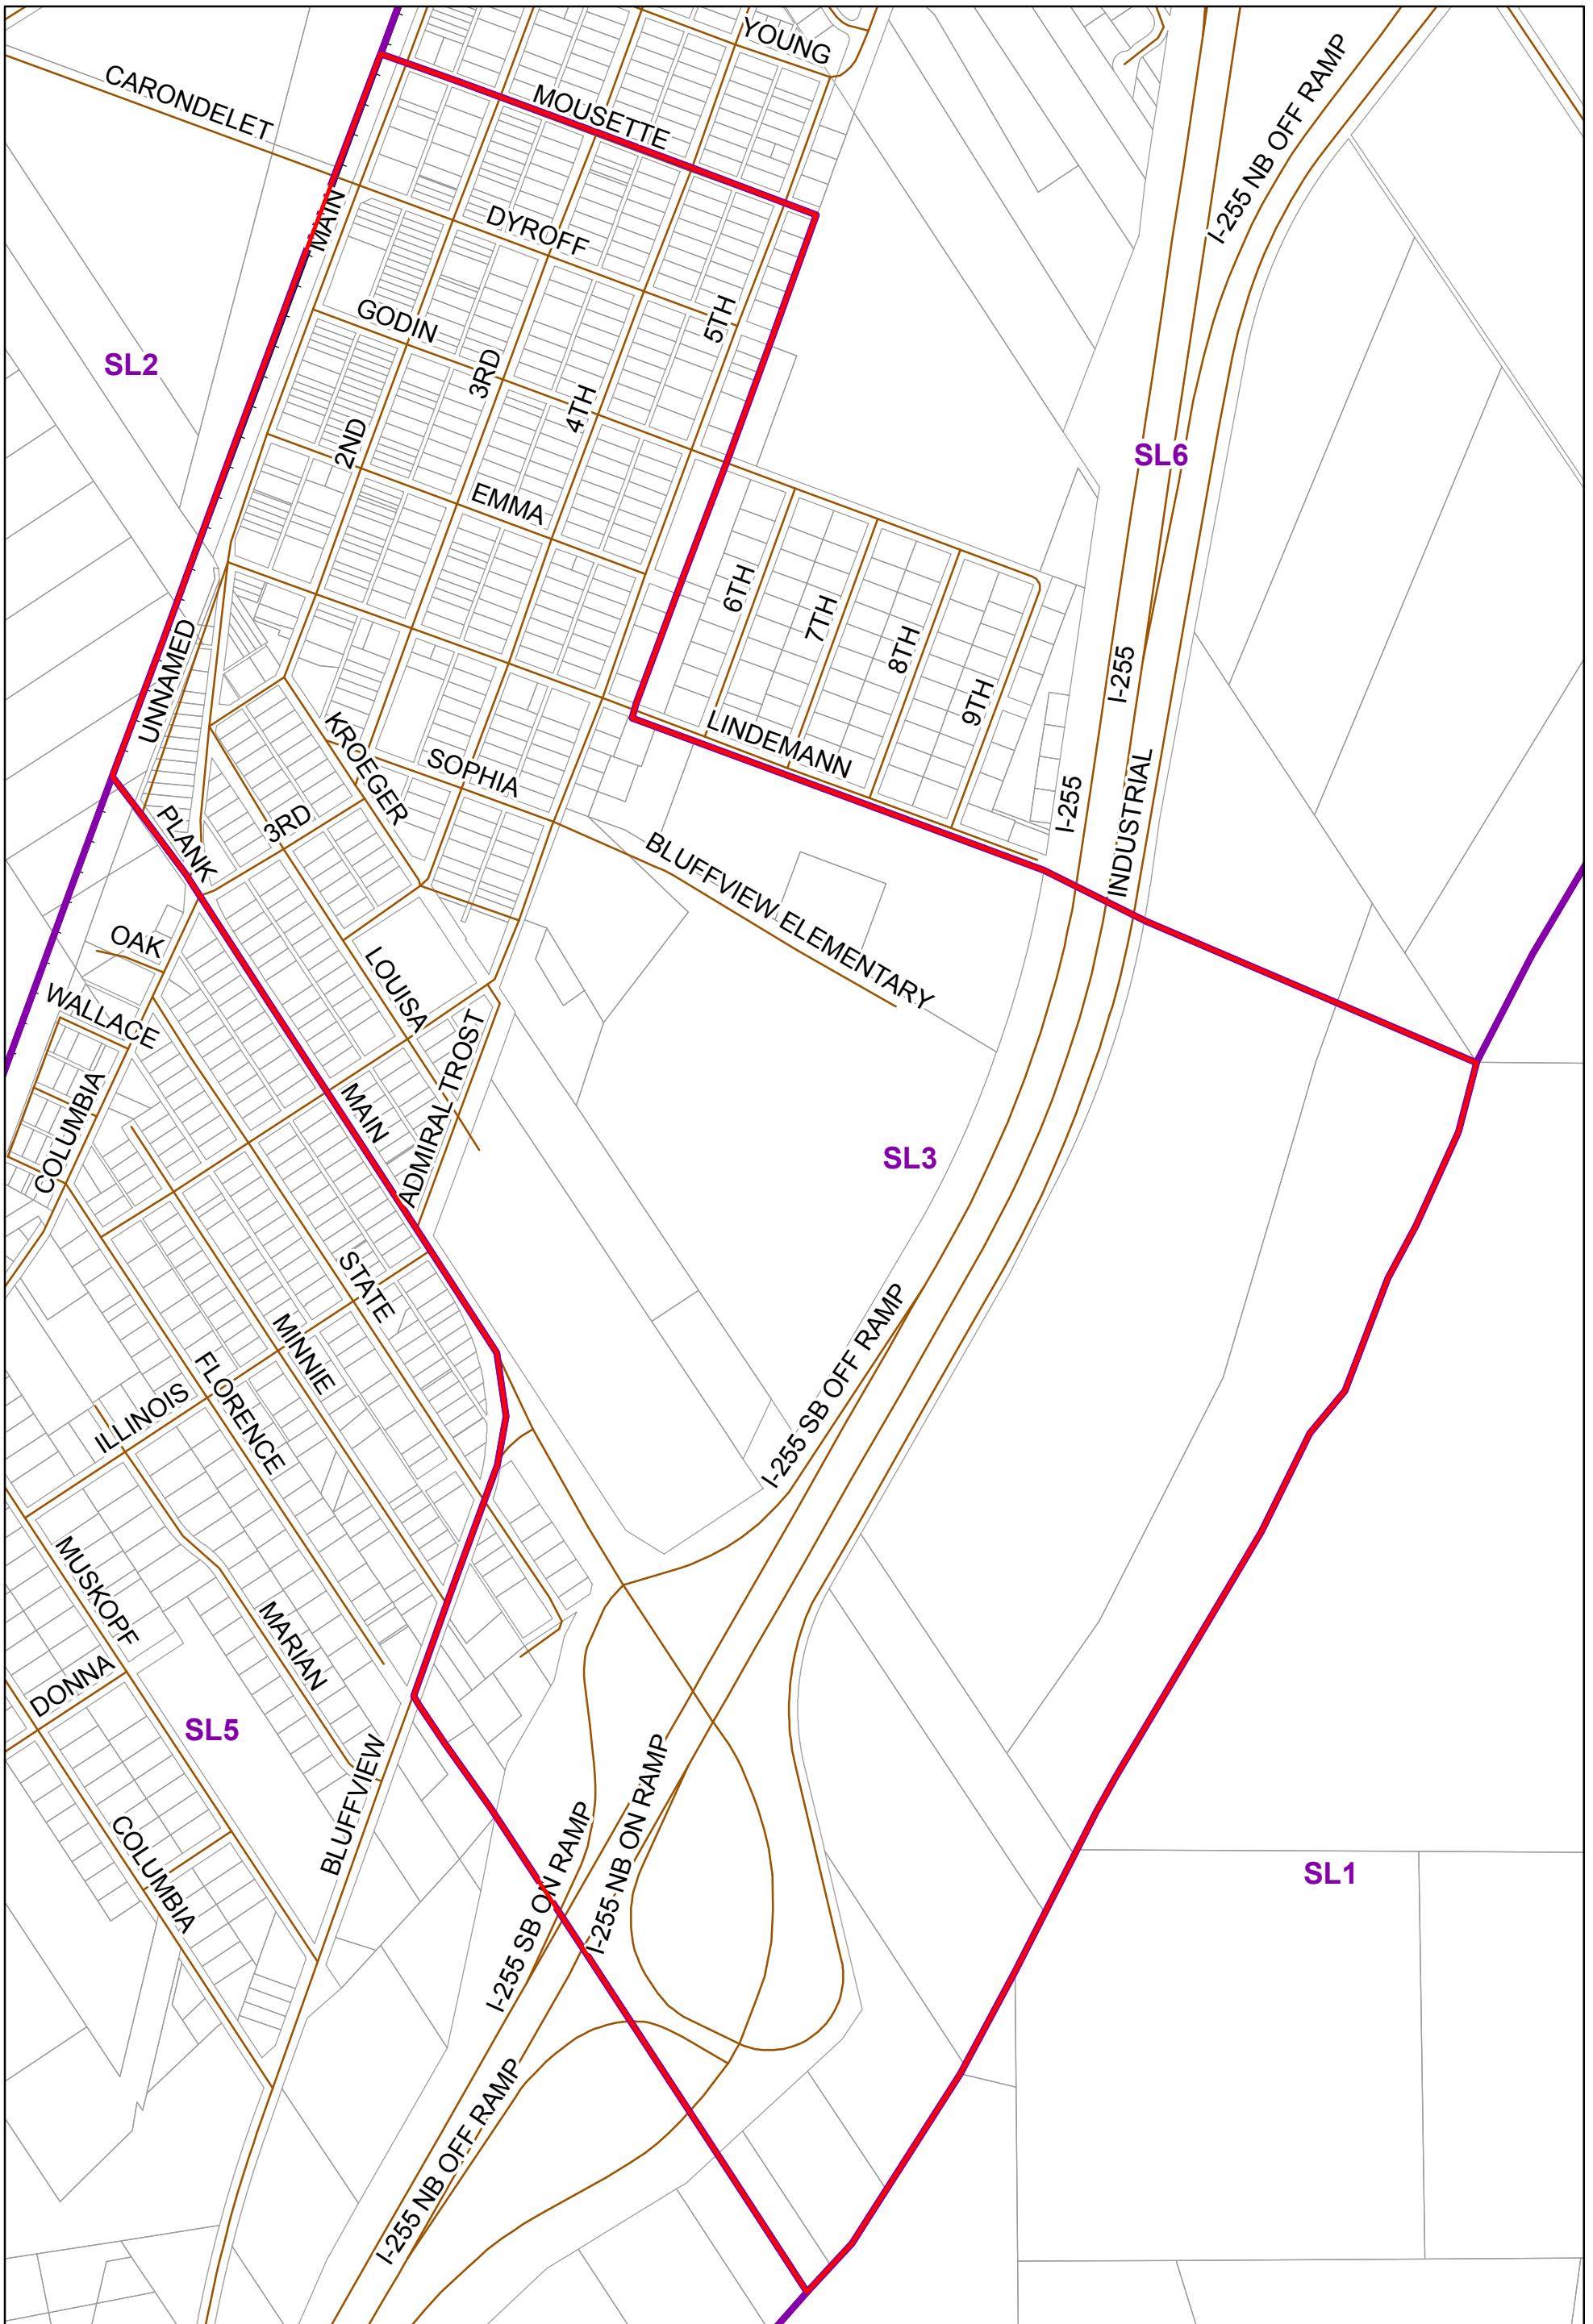 YOUNG
CARONDELET
MOUSETTE
I-255 NB OFF RAMP
MAIN
DYROFF
GODIN
5TH
SL2
3RD
4TH
2ND
SL6
EMMA
6TH
7TH
8TH
9TH
UNNAMED
I-255
KROEGER
LINDEMANN
SOPHIA
3RD
PLANK
I-255
INDUSTRIAL
BLUFFVIEW ELEMENTARY
OAK
LOUISA
WALLACE
COLUMBIA
MAIN
ADMIRAL TROST
SL3
STATE
MINNIE
I-255 SB OFF RAMP
FLORENCE
ILLINOIS
MUSKOPF
MARIAN
DONNA
SL5
BLUFFVIEW
I-255 NB ON RAMP
COLUMBIA
I-255 SB ON RAMP
SL1
I-255 NB OFF RAMP